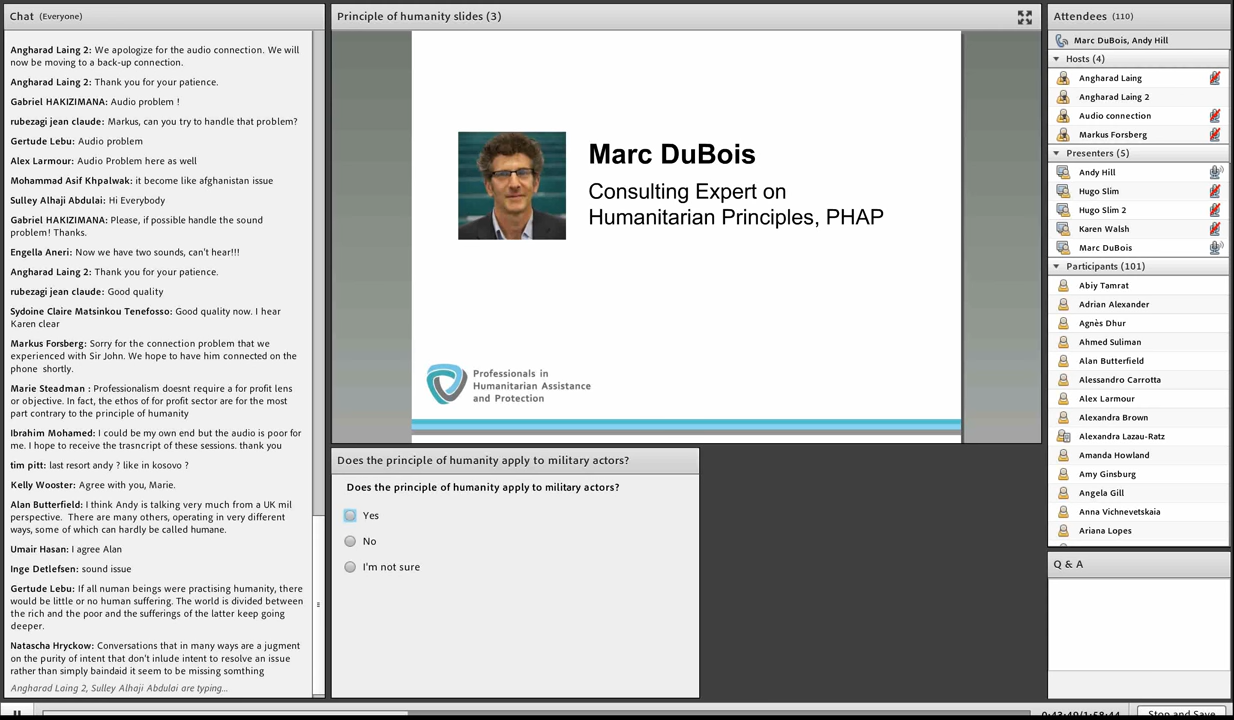 Chat (Everyone)
Angharad Laing 2: We apologize for the audio connection. We will
now be moving to a back-up connection.
Angharad Laing 2: Thank you for your patience.
Gabriel HAKIZIMANA: Audio problem !
rubezagi jean claude: Markus, can you try to handle that problem?
Gertude Lebu: Audio problem
Alex Larmour: Audio Problem here as well
Mohammad Asif Khpalwak: it become like afghanistan issue
Sulley Alhaji Abdulai: Hi Everybody
Gabriel HAKIZIMANA: Please, if possible handle the sound
problem! Thanks.
Engella Aneri: Now we have two sounds, can't hear!!!
Angharad Laing 2: Thank you for your patience.
rubezagi jean claude: Good quality
Sydoine Claire Matsinkou Tenefosso: Good quality now. I hear
Karen clear
Markus Forsberg: Sorry for the connection problem that we
experienced with Sir John. We hope to have him connected on the
phone shortly.
Marie Steadman : Professionalism doesnt require a for profit lens
or objective. In fact, the ethos of for profit sector are for the most
part contrary to the principle of humanity
Ibrahim Mohamed: I could be my own end but the audio is poor for
me. I hope to receive the trasncript of these sessions. thank you
tim pitt: last resort andy ? like in kosovo ?
Kelly Wooster: Agree with you, Marie.
Alan Butterfield: I think Andy is talking very much from a UK mil
perspective. There are many others, operating in very different
ways, some of which can hardly be called humane.
Umair Hasan: I agree Alan
Inge Detlefsen: sound issue
Gertude Lebu: If all numan beings were practising humanity, there
would be little or no human suffering. The world is divided between
the rich and the poor and the sufferings of the latter keep going
deeper.
Natascha Hryckow: Conversations that in many ways are a jugment
on the purity of intent that don't inlude intent to resolve an issue
rather than simply baindaid it seem to be missing somthing
Angharad Laing 2, Sulley Alhaji Abdulai are typing...
Principle of humanity slides (3)
Marc DuBois
Consulting Expert on
Humanitarian Principles, PHAP
Professionals in
Humanitarian Assistance
and Protection
Does the principle of humanity apply to military actors?
Does the principle of humanity apply to military actors?
Yes
No
I'm not sure
Attendees (110)
Marc DuBois, Andy Hill
Hosts (4)
Angharad Laing
Angharad Laing 2
Audio connection
Markus Forsberg
Presenters (5)
Andy Hill
Hugo Slim
Hugo Slim 2
Karen Walsh
Marc DuBois
Participants (101)
Abiy Tamrat
Adrian Alexander
Agnès Dhur
Ahmed Suliman
Alan Butterfield
Alessandro Carrotta
Alex Larmour
Alexandra Brown
Alexandra Lazau-Ratz
Amanda Howland
Amy Ginsburg
Angela Gill
Anna Vichnevetskaia
Ariana Lopes
Q & A
Stop and Save